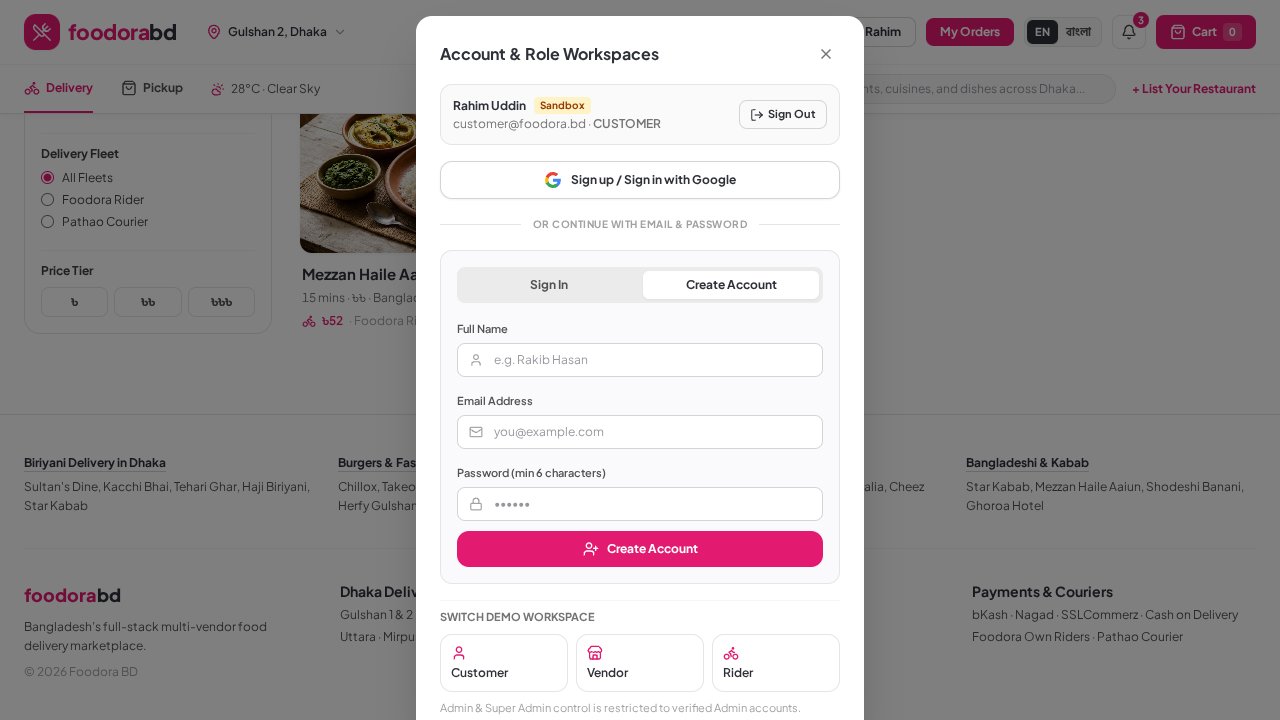 foodorabd
Gulshan 2, Dhaka
Rahim
My Orders
EN
বাংলা
3
Cart
0
Delivery
Pickup
28°C · Clear Sky
cuisines, and dishes across Dhaka...
+ List Your Restaurant
Account & Role Workspaces
Rahim Uddin
Sandbox
customer@foodora.bd · CUSTOMER
Sign Out
Sign up / Sign in with Google
OR CONTINUE WITH EMAIL & PASSWORD
Sign In
Create Account
Full Name
e.g. Rakib Hasan
Email Address
you@example.com
Password (min 6 characters)
••••••
Create Account
SWITCH DEMO WORKSPACE
Customer
Vendor
Rider
Admin & Super Admin control is restricted to verified Admin accounts.
Delivery Fleet
All Fleets
Foodora Rider
Pathao Courier
Price Tier
৳
৳৳
৳৳৳
Mezzan Haile
15 mins · ৳৳ ·
৳52 · Foodora
Biriyani Delivery in Dhaka
Sultan's Dine, Kacchi Bhai, Tehari Ghar, Haji Biriyani,
Star Kabab
Burgers &
Chillox,
Herfy Gulshan
Cheez
Bangladeshi & Kabab
Star Kabab, Mezzan Haile Aaiun, Shodeshi Banani,
Ghoroa Hotel
foodorabd
Bangladesh's full-stack multi-vendor food
delivery marketplace.
© 2026 Foodora BD
Dhaka
Gulshan 1 & 2
Uttara ·
Payments & Couriers
bKash · Nagad · SSLCommerz · Cash on Delivery
Foodora Own Riders · Pathao Courier